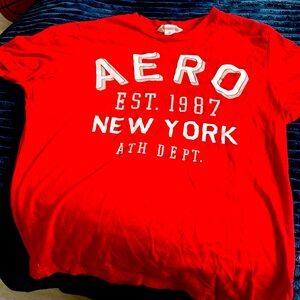 AERO
EST. 1987
NEW YORK
ATH DEPT.